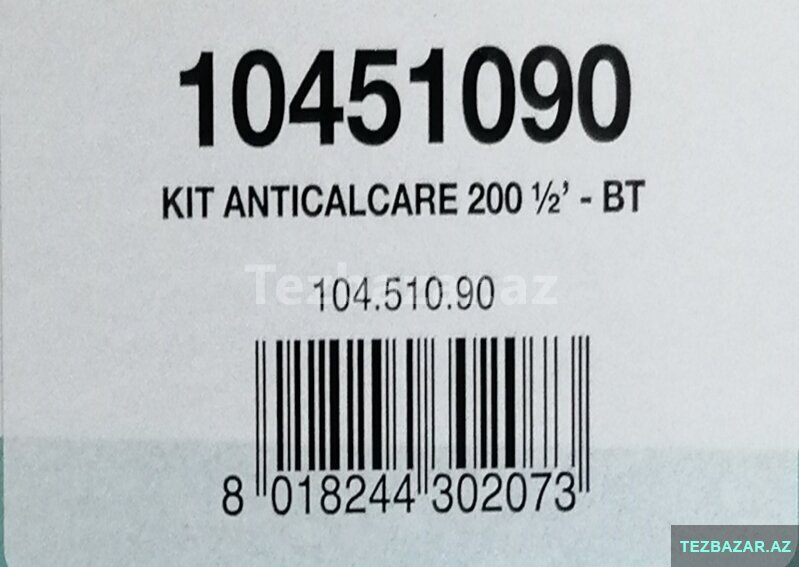 10451090
KIT ANTICALCARE 200 ½’ - BT
Tezbazar.az
104.510.90
8 018244 302073
TEZBAZAR.AZ